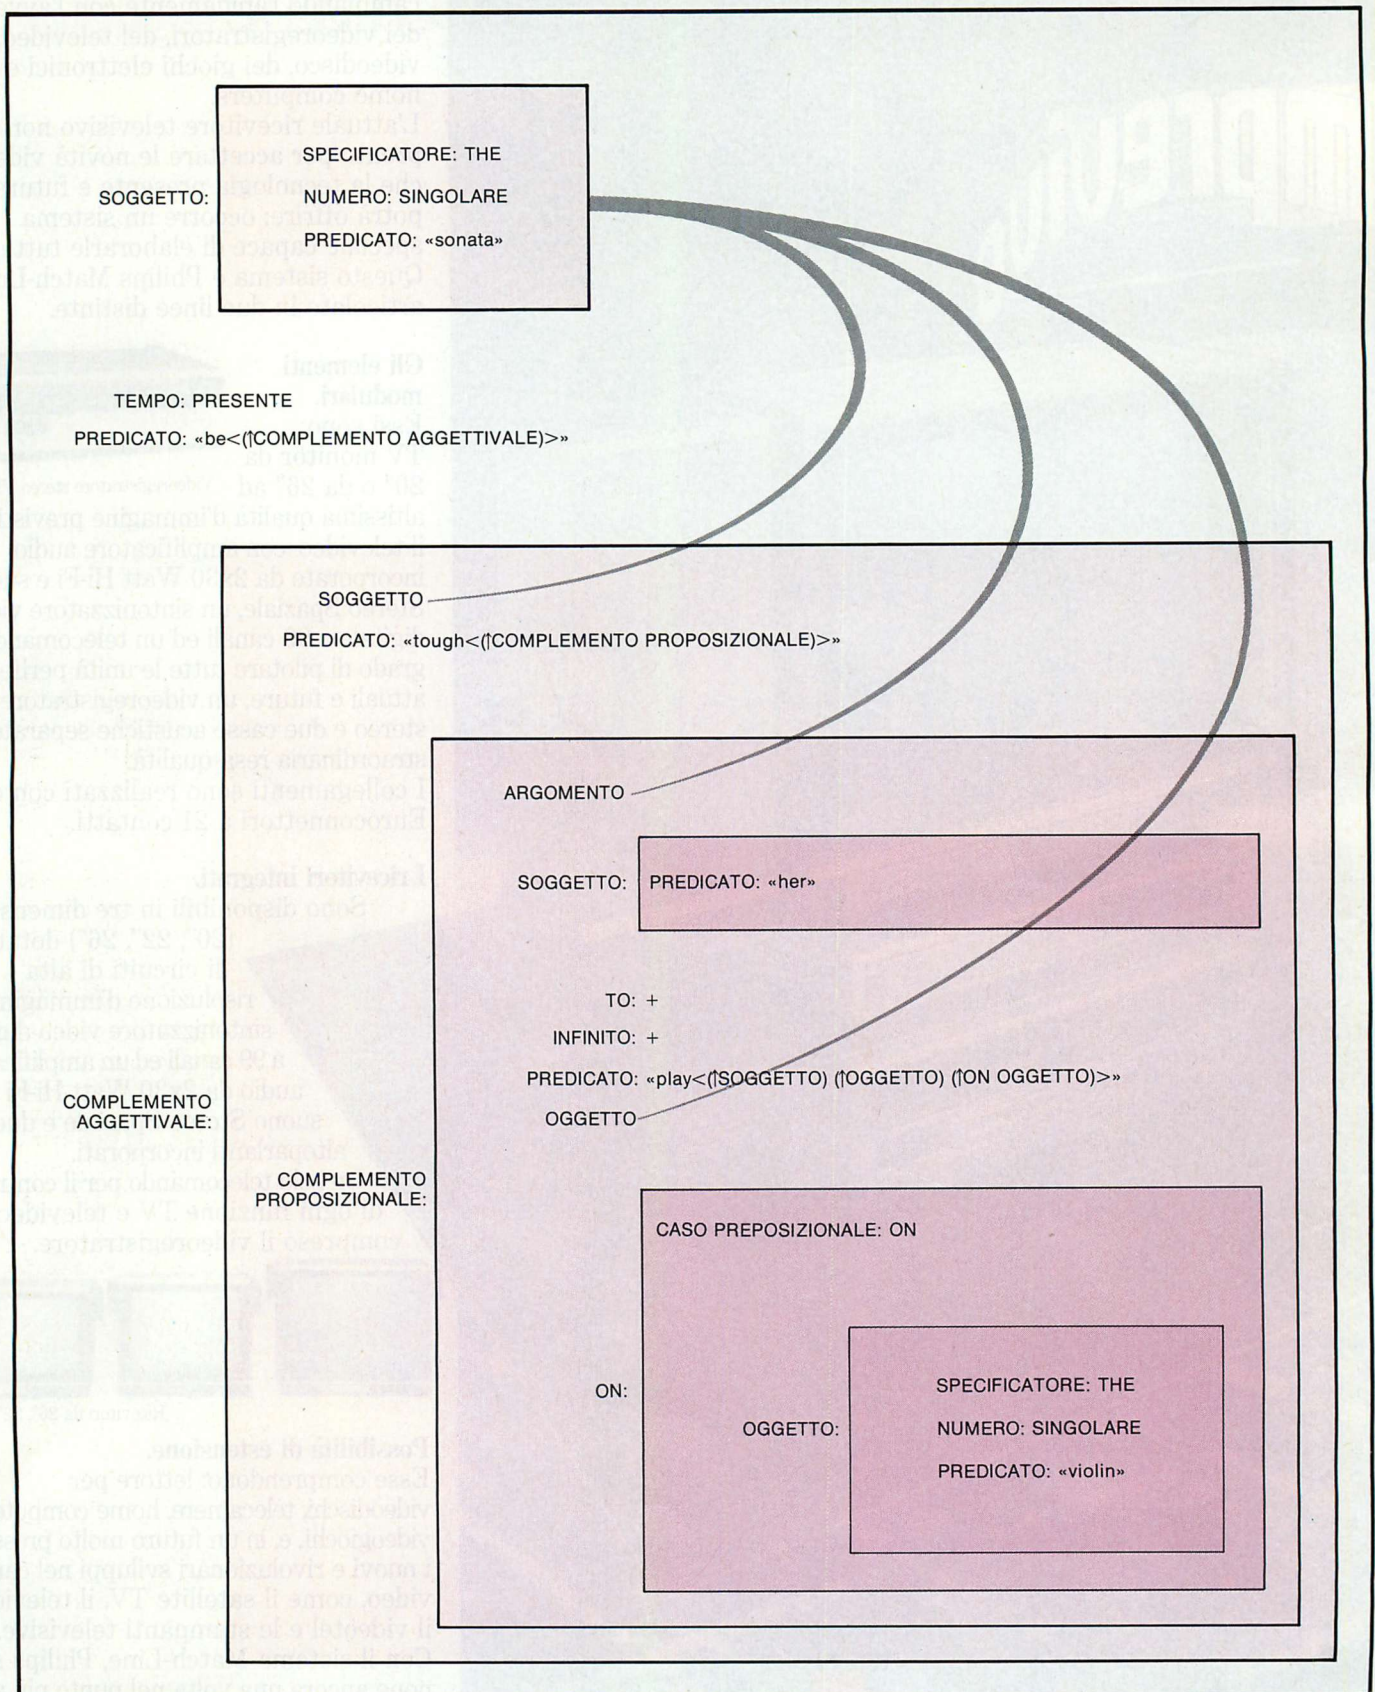 SPECIFICATORE: THE
SOGGETTO: NUMERO: SINGOLARE
PREDICATO: «sonata»
TEMPO: PRESENTE
PREDICATO: «be<(↑COMPLEMENTO AGGETTIVALE)>»
SOGGETTO
PREDICATO: «tough<(↑COMPLEMENTO PROPOSIZIONALE)>»
ARGOMENTO
SOGGETTO: PREDICATO: «her»
TO: +
INFINITO: +
PREDICATO: «play<(↑SOGGETTO) (↑OGGETTO) (↑ON OGGETTO)>»
OGGETTO
COMPLEMENTO
AGGETTIVALE:
COMPLEMENTO
PROPOSIZIONALE:
CASO PREPOSIZIONALE: ON
ON:
SPECIFICATORE: THE
OGGETTO: NUMERO: SINGOLARE
PREDICATO: «violin»